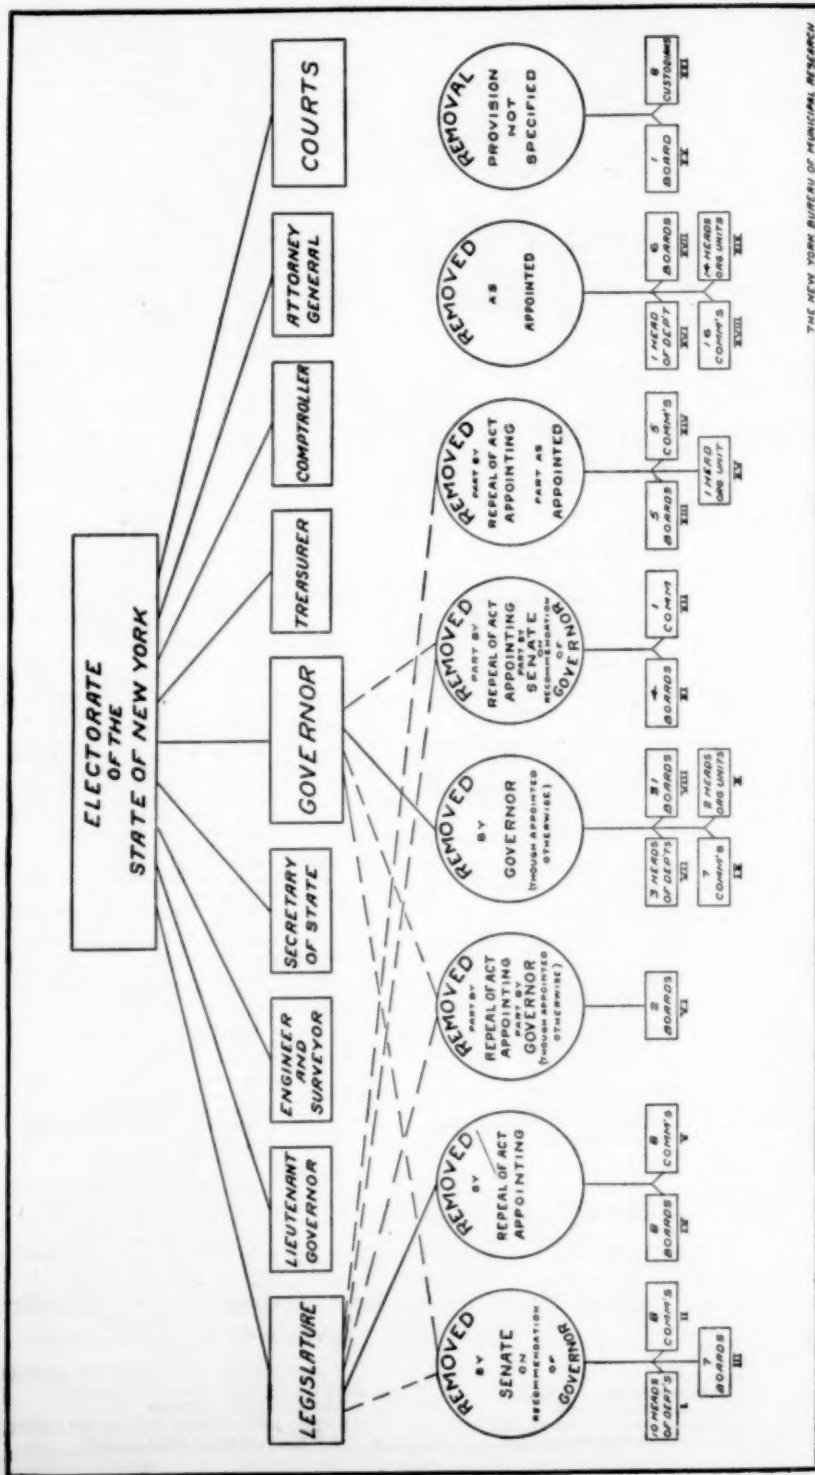 ELECTORATE
OF THE
STATE OF NEW YORK
LEGISLATURE
LIEUTENANT
GOVERNOR
ENGINEER
AND
SURVEYOR
SECRETARY
OF STATE
GOVERNOR
TREASURER
COMPTROLLER
ATTORNEY
GENERAL
COURTS
REMOVED
BY
SENATE
ON
RECOMMENDATION
OF
GOVERNOR
REMOVED
BY
REPEAL OF ACT
APPOINTING
REMOVED
PART BY
REPEAL OF ACT
APPOINTING
PART BY
GOVERNOR
(THOUGH APPOINTED
OTHERWISE)
REMOVED
BY
GOVERNOR
(THOUGH APPOINTED
OTHERWISE)
REMOVED
PART BY
REPEAL OF ACT
APPOINTING
PART BY
SENATE
ON
RECOMMENDATION
OF
GOVERNOR
REMOVED
PART BY
REPEAL OF ACT
APPOINTING
PART AS
APPOINTED
REMOVED
AS
APPOINTED
REMOVAL
PROVISION
NOT
SPECIFIED
10 HEADS
OF DEPT'S
I
8
COMM'S
II
7
BOARDS
III
8
BOARDS
IV
8
COMM'S
V
2
BOARDS
VI
3 HEADS
OF DEPTS
VII
31
BOARDS
VIII
7
COMM'S
IX
2 HEADS
ORG. UNITS
X
4
BOARDS
XI
1
COMM
XII
5
BOARDS
XIII
5
COMM'S
XIV
1 HEAD
ORG. UNIT
XV
1 HEAD
OF DEP'T
XVI
6
BOARDS
XVII
16
COMM'S
XVIII
14 HEADS
ORG. UNITS
XIX
1
BOARD
XX
8
CUSTODIANS
XXI
THE NEW YORK BUREAU OF MUNICIPAL RESEARCH